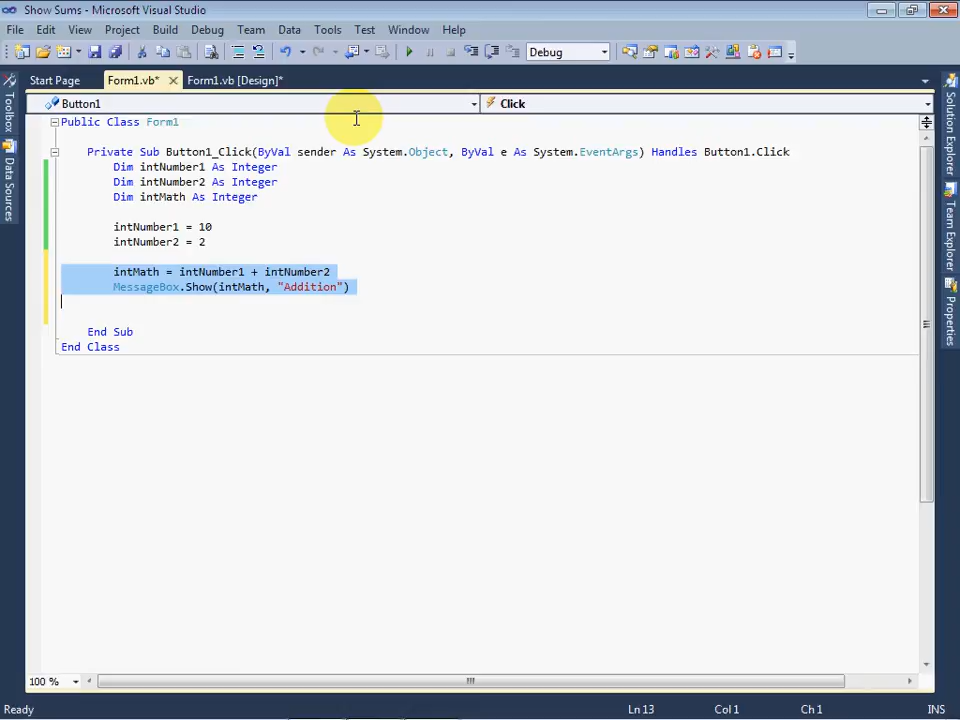 Show Sums - Microsoft Visual Studio
File Edit View Project Build Debug Team Data Tools Test Window Help
Debug
Start Page Form1.vb* Form1.vb [Design]*
Button1 Click
Public Class Form1
Private Sub Button1_Click(ByVal sender As System.Object, ByVal e As System.EventArgs) Handles Button1.Click
Dim intNumber1 As Integer
Dim intNumber2 As Integer
Dim intMath As Integer
intNumber1 = 10
intNumber2 = 2
intMath = intNumber1 + intNumber2
MessageBox.Show(intMath, "Addition")
End Sub
End Class
Toolbox
Data Sources
Solution Explorer
Team Explorer
Properties
100 %
Ready Ln 13 Col 1 Ch 1 INS